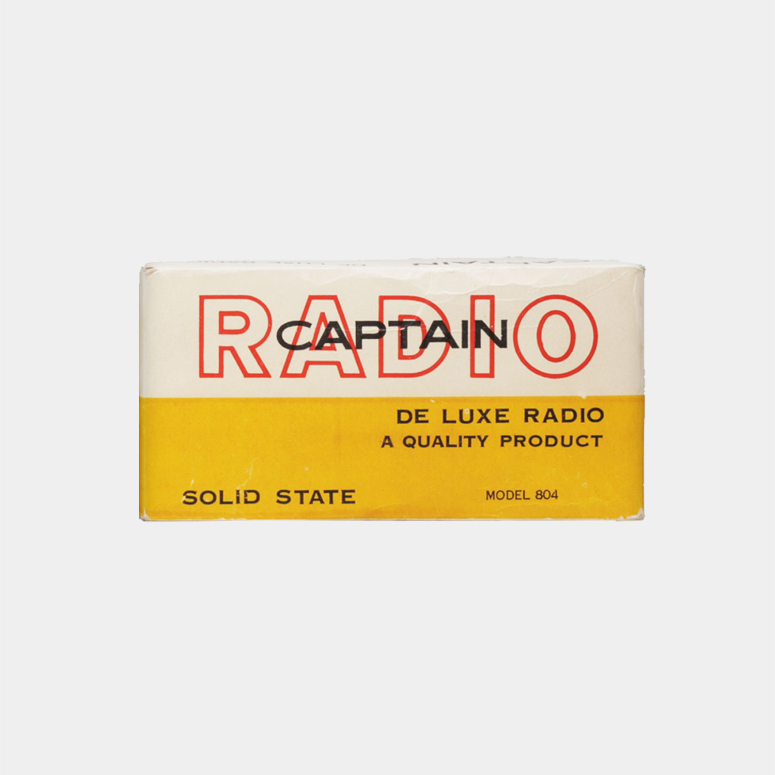 RADIO
CAPTAIN
DE LUXE RADIO
A QUALITY PRODUCT
SOLID STATE
MODEL 804